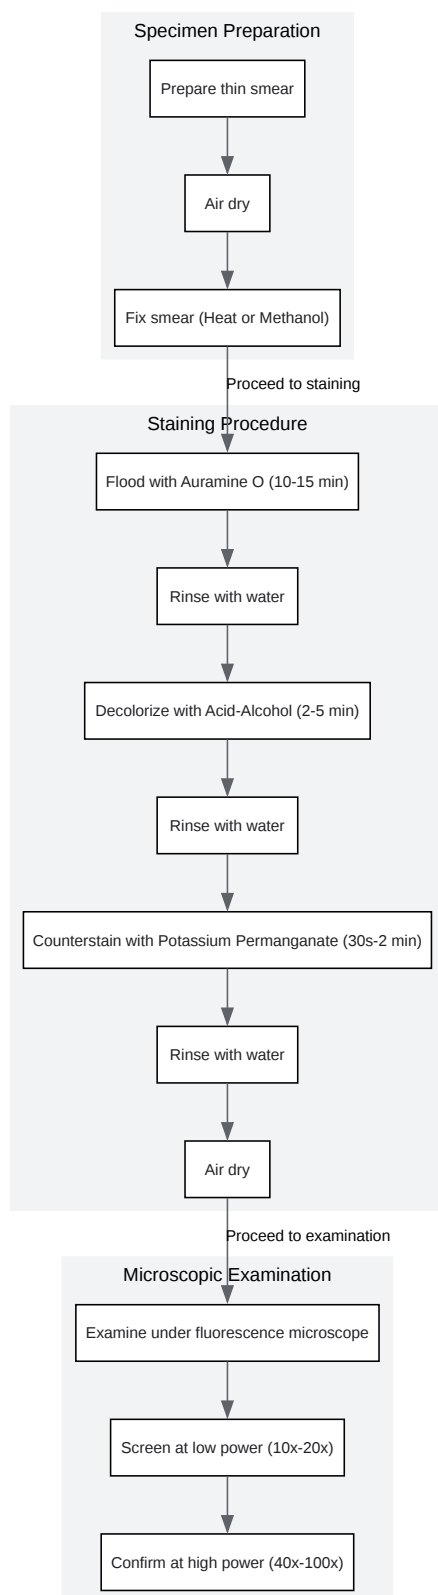 Specimen Preparation
Prepare thin smear
Air dry
Fix smear (Heat or Methanol)
Proceed to staining
Staining Procedure
Flood with Auramine O (10-15 min)
Rinse with water
Decolorize with Acid-Alcohol (2-5 min)
Rinse with water
Counterstain with Potassium Permanganate (30s-2 min)
Rinse with water
Air dry
Proceed to examination
Microscopic Examination
Examine under fluorescence microscope
Screen at low power (10x-20x)
Confirm at high power (40x-100x)